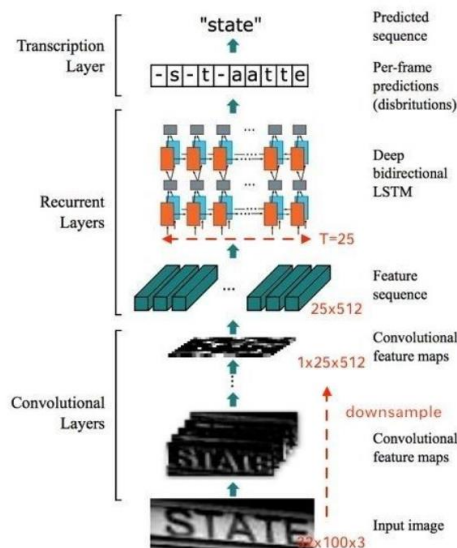 Transcription
Layer
"state"
Predicted
sequence
-s-t-aatte
Per-frame
predictions
(disbritutions)
Recurrent Layers
...
Deep
bidirectional
LSTM
T=25
...
Feature
sequence
25x512
Convolutional
Layers
Convolutional
feature maps
1x25x512
...
downsample
STATE
Convolutional
feature maps
STATE
32x100x3
Input image